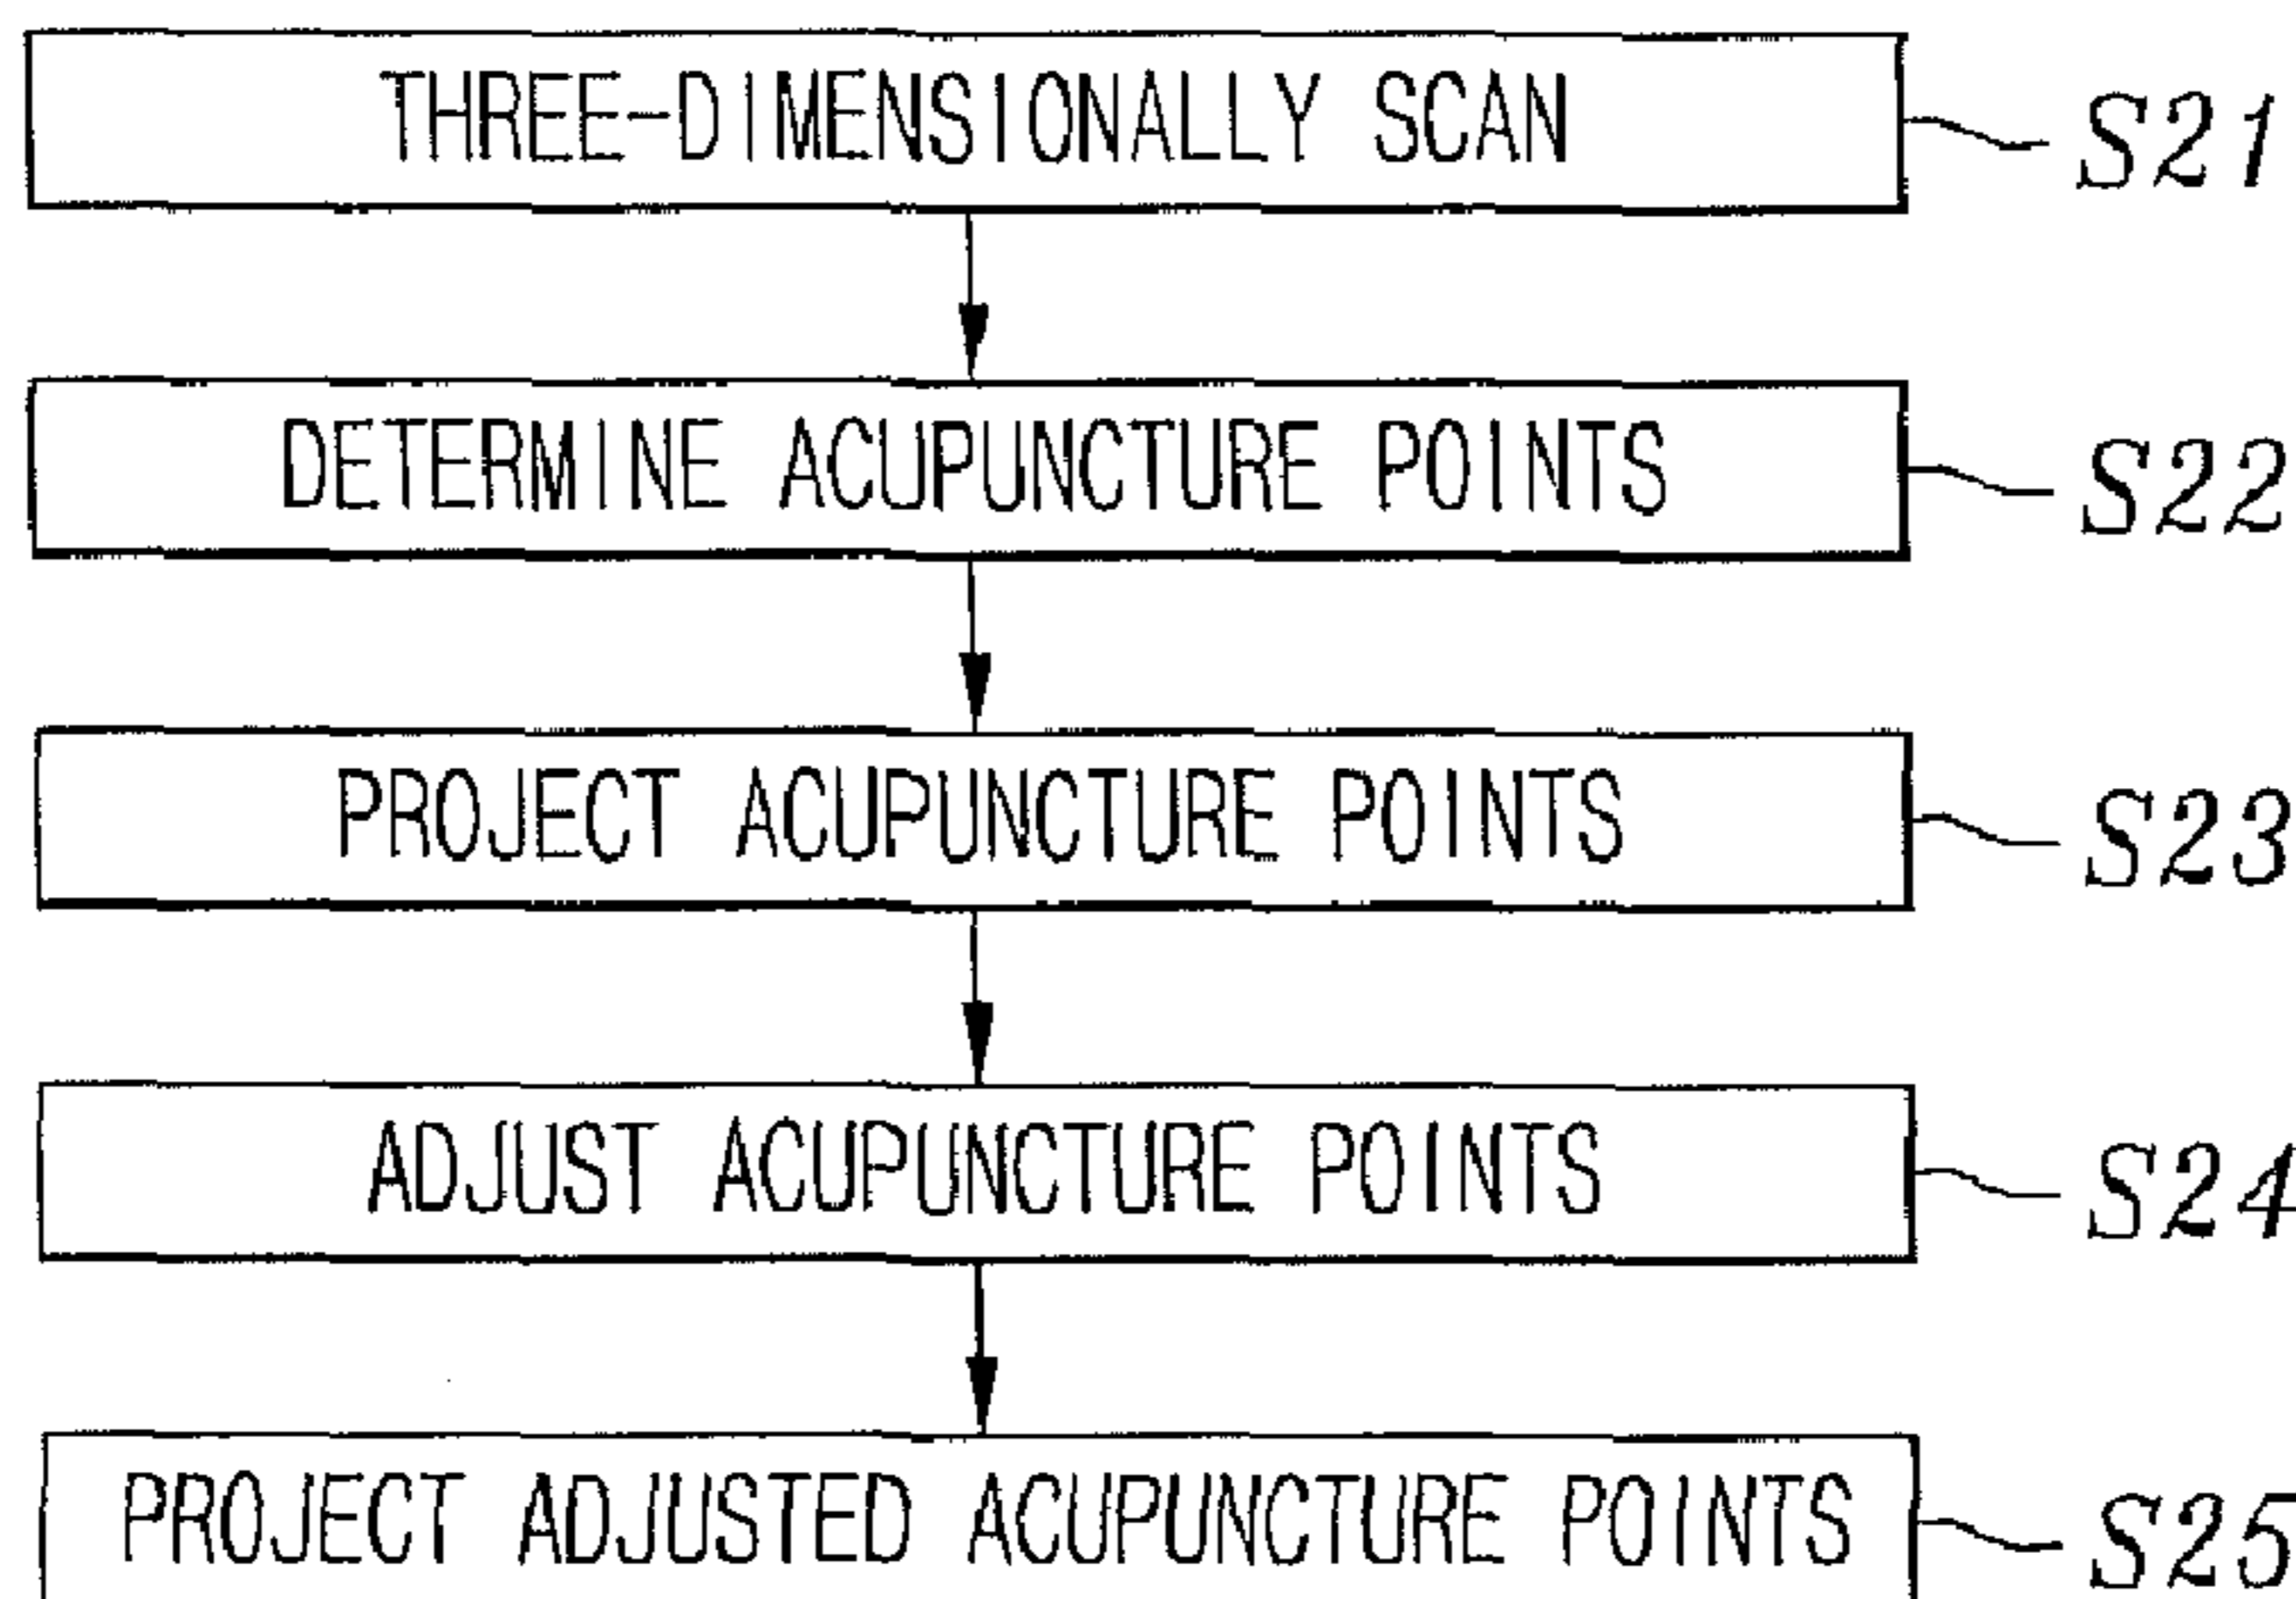 THREE-DIMENSIONALLY SCAN S21
DETERMINE ACUPUNCTURE POINTS S22
PROJECT ACUPUNCTURE POINTS S23
ADJUST ACUPUNCTURE POINTS S24
PROJECT ADJUSTED ACUPUNCTURE POINTS S25